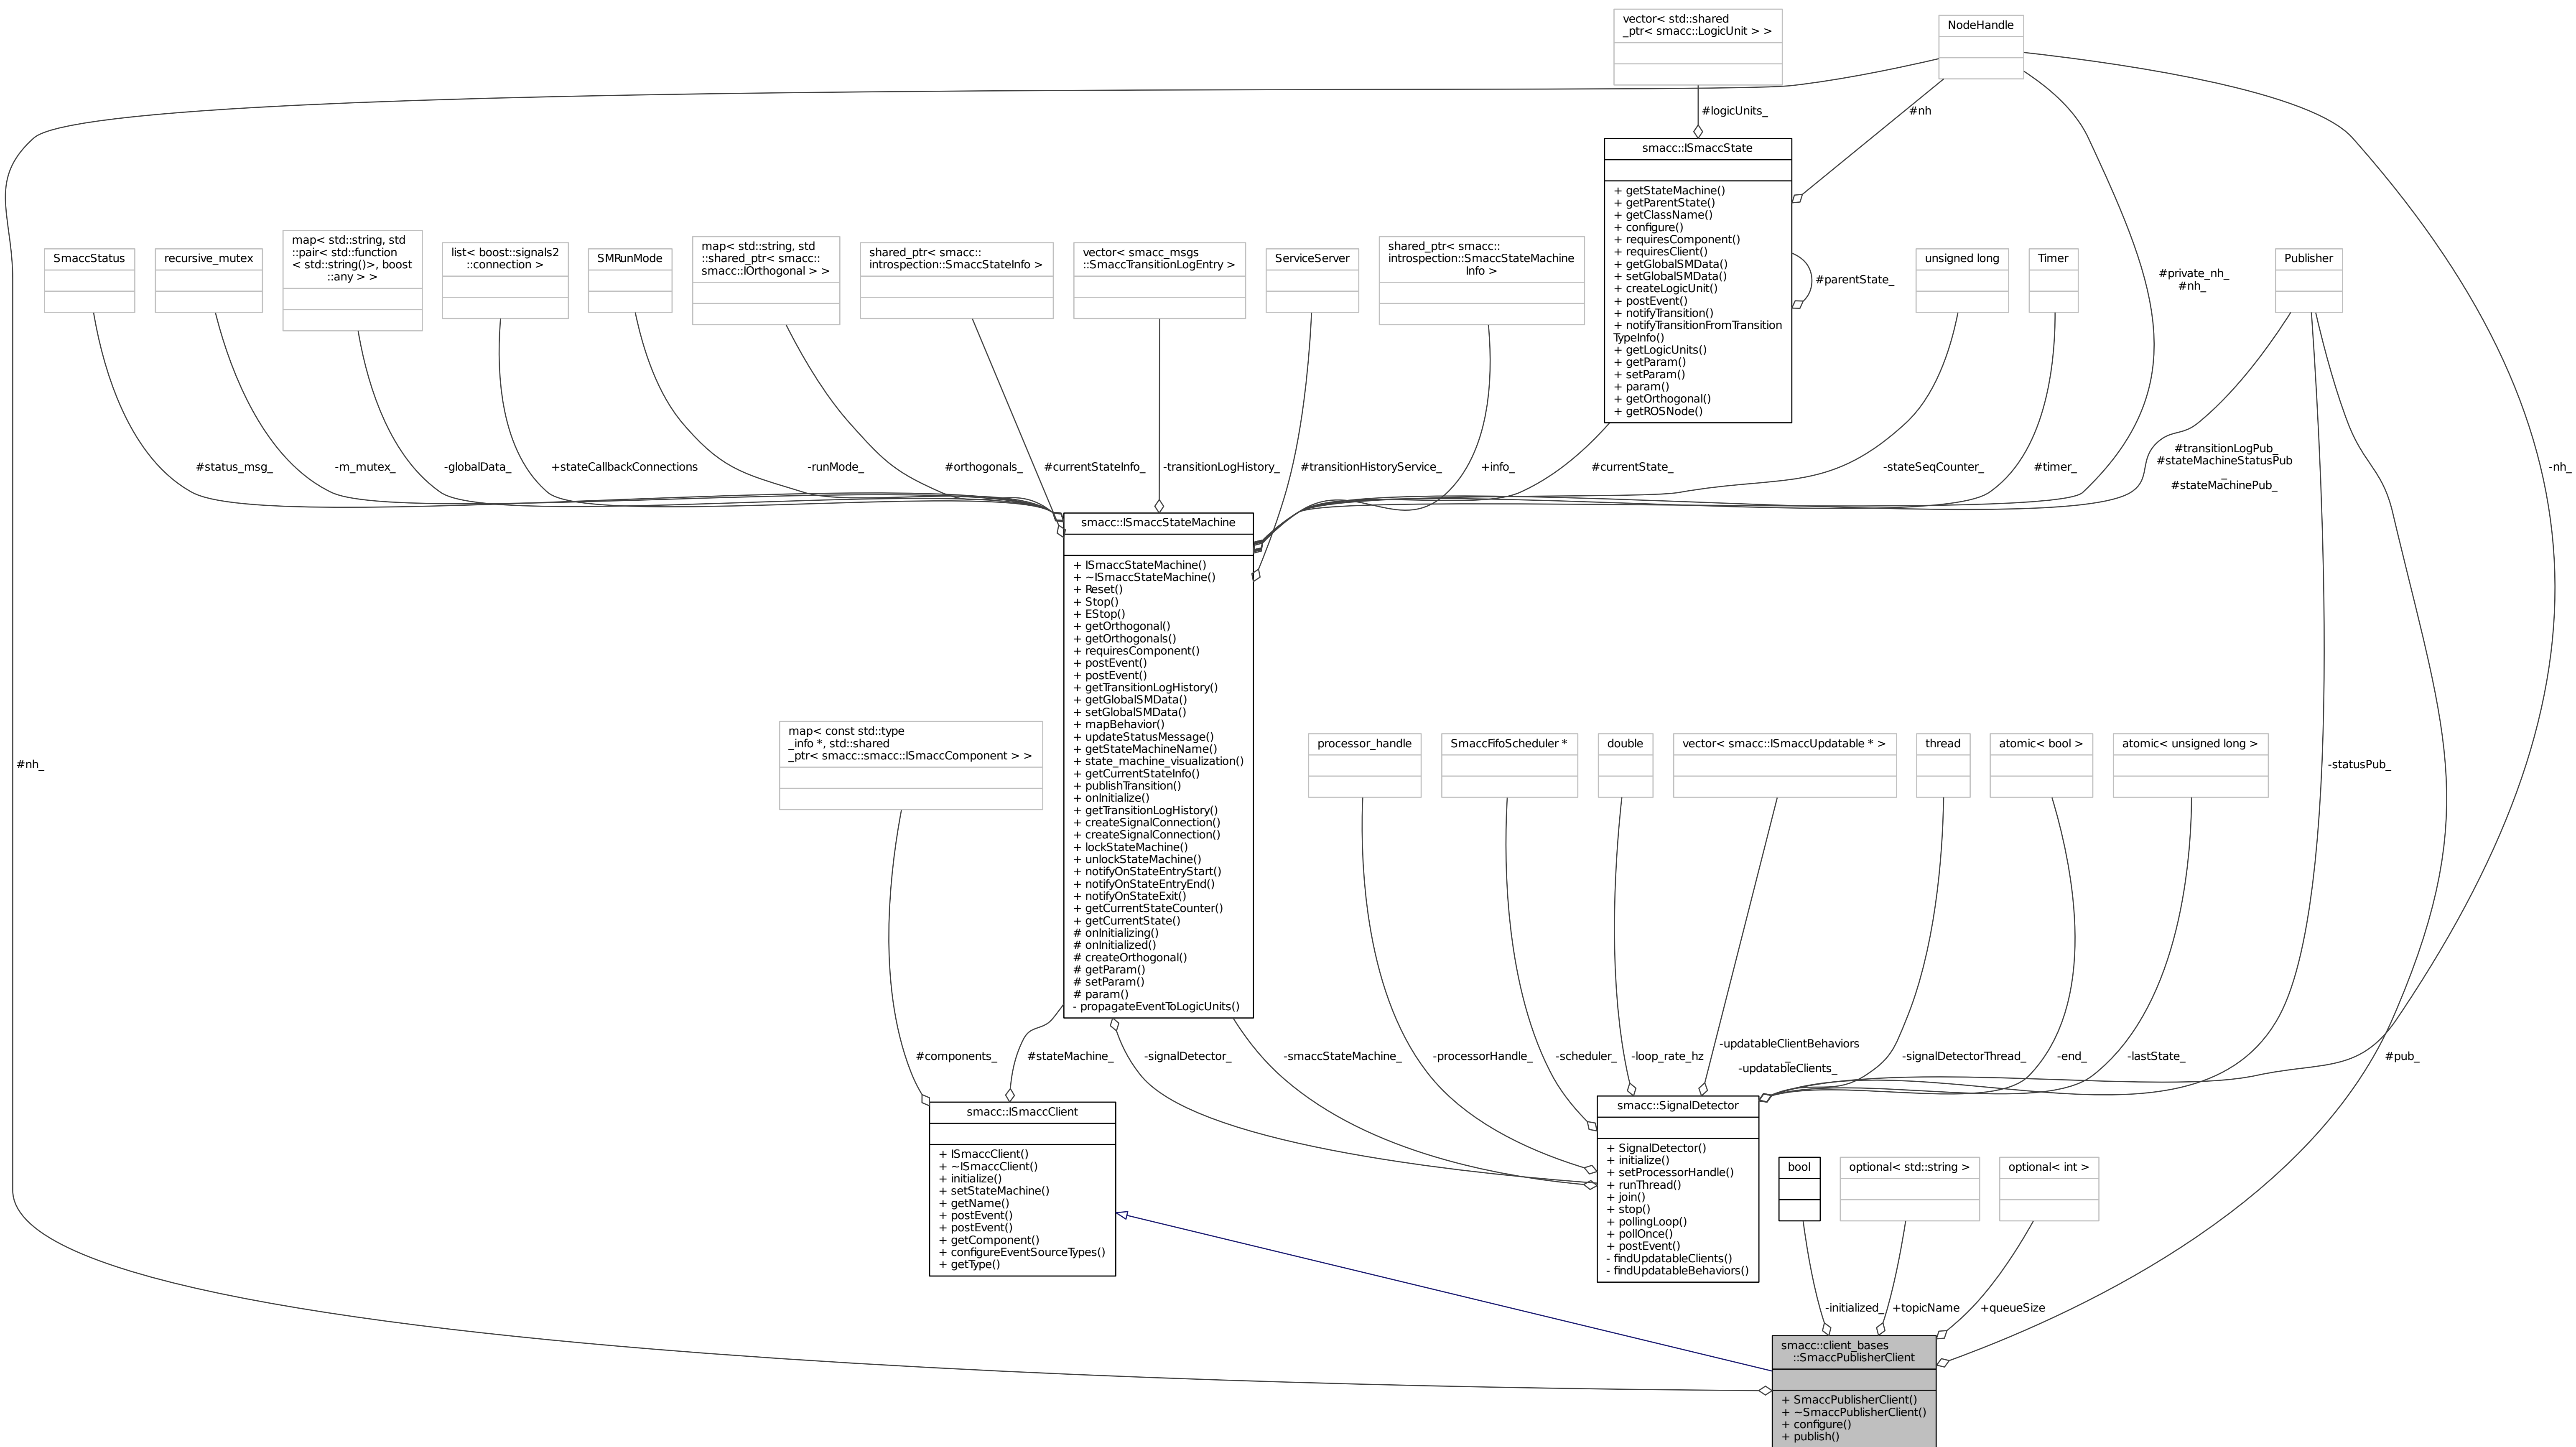 vector< std::shared
_ptr< smacc::LogicUnit > >
NodeHandle
#logicUnits_
#nh
smacc::ISmaccState
+ getStateMachine()
+ getParentState()
+ getClassName()
+ configure()
+ requiresComponent()
+ requiresClient()
+ getGlobalSMData()
+ setGlobalSMData()
+ createLogicUnit()
+ postEvent()
+ notifyTransition()
+ notifyTransitionFromTransition
TypeInfo()
+ getLogicUnits()
+ getParam()
+ setParam()
+ param()
+ getOrthogonal()
+ getROSNode()
#parentState_
SmaccStatus
recursive_mutex
map< std::string, std
::pair< std::function
< std::string()>, boost
::any > >
list< boost::signals2
::connection >
SMRunMode
map< std::string, std
::shared_ptr< smacc::
smacc::IOrthogonal > >
shared_ptr< smacc::
introspection::SmaccStateInfo >
vector< smacc_msgs
::SmaccTransitionLogEntry >
ServiceServer
shared_ptr< smacc::
introspection::SmaccStateMachine
Info >
unsigned long
Timer
#private_nh_
#nh_
Publisher
#status_msg_
-m_mutex_
-globalData_
+stateCallbackConnections
-runMode_
#orthogonals_
#currentStateInfo_
-transitionLogHistory_
#transitionHistoryService_
+info_
#currentState_
-stateSeqCounter_
#timer_
#transitionLogPub_
#stateMachineStatusPub
_
#stateMachinePub_
-nh_
smacc::ISmaccStateMachine
+ ISmaccStateMachine()
+ ~ISmaccStateMachine()
+ Reset()
+ Stop()
+ EStop()
+ getOrthogonal()
+ getOrthogonals()
+ requiresComponent()
+ postEvent()
+ postEvent()
+ getTransitionLogHistory()
+ getGlobalSMData()
+ setGlobalSMData()
+ mapBehavior()
+ updateStatusMessage()
+ getStateMachineName()
+ state_machine_visualization()
+ getCurrentStateInfo()
+ publishTransition()
+ onInitialize()
+ getTransitionLogHistory()
+ createSignalConnection()
+ createSignalConnection()
+ lockStateMachine()
+ unlockStateMachine()
+ notifyOnStateEntryStart()
+ notifyOnStateEntryEnd()
+ notifyOnStateExit()
+ getCurrentStateCounter()
+ getCurrentState()
# onInitializing()
# onInitialized()
# createOrthogonal()
# getParam()
# setParam()
# param()
- propagateEventToLogicUnits()
#nh_
map< const std::type
_info *, std::shared
_ptr< smacc::smacc::ISmaccComponent > >
processor_handle
SmaccFifoScheduler *
double
vector< smacc::ISmaccUpdatable * >
thread
atomic< bool >
atomic< unsigned long >
-statusPub_
#components_
#stateMachine_
-signalDetector_
-smaccStateMachine_
-processorHandle_
-scheduler_
-loop_rate_hz
-updatableClientBehaviors
_
-updatableClients_
-signalDetectorThread_
-end_
-lastState_
#pub_
smacc::ISmaccClient
+ ISmaccClient()
+ ~ISmaccClient()
+ initialize()
+ setStateMachine()
+ getName()
+ postEvent()
+ postEvent()
+ getComponent()
+ configureEventSourceTypes()
+ getType()
smacc::SignalDetector
+ SignalDetector()
+ initialize()
+ setProcessorHandle()
+ runThread()
+ join()
+ stop()
+ pollingLoop()
+ pollOnce()
+ postEvent()
- findUpdatableClients()
- findUpdatableBehaviors()
bool
optional< std::string >
optional< int >
-initialized_
+topicName
+queueSize
smacc::client_bases
::SmaccPublisherClient
+ SmaccPublisherClient()
+ ~SmaccPublisherClient()
+ configure()
+ publish()